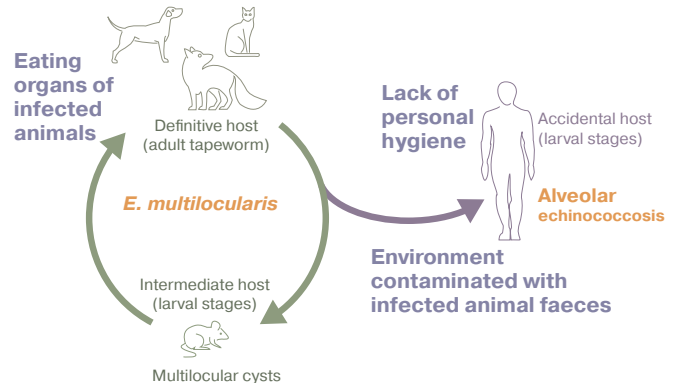 Eating
organs of
infected
animals
Definitive host
(adult tapeworm)
Lack of
personal
hygiene
Accidental host
(larval stages)
E. multilocularis
Alveolar
echinococcosis
Environment
contaminated with
infected animal faeces
Intermediate host
(larval stages)
Multilocular cysts